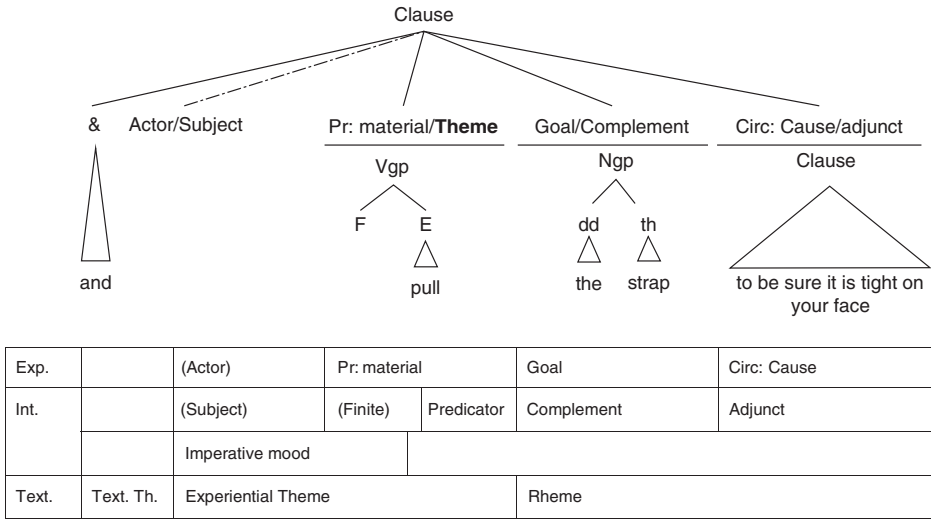 Clause
& Actor/Subject Pr: material/Theme Goal/Complement Circ: Cause/adjunct
Vgp Ngp Clause
F E dd th
and pull the strap to be sure it is tight on
your face
Exp. (Actor) Pr: material Goal Circ: Cause
Int. (Subject) (Finite) Predicator Complement Adjunct
Imperative mood
Text. Text. Th. Experiential Theme Rheme